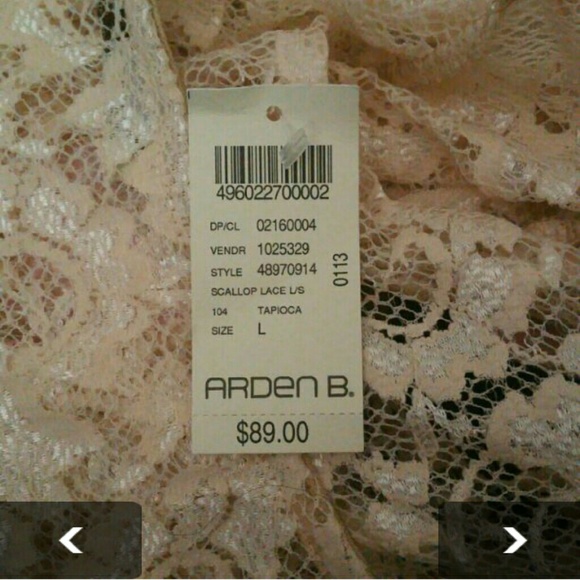 496022700002
DP/CL 02160004
VENDR 1025329
STYLE 48970914
SCALLOP LACE L/S
104 TAPIOCA
SIZE L
0113
ARDEN B.
$89.00